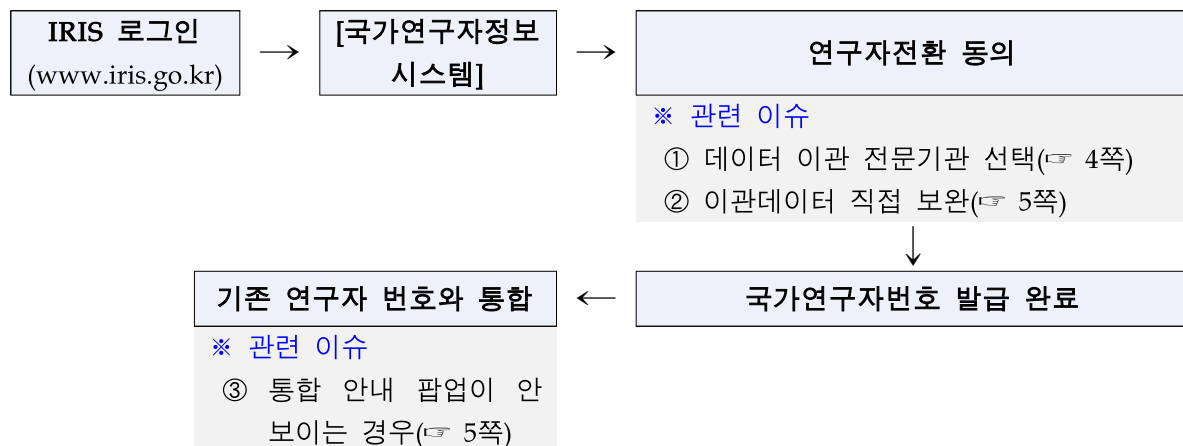 IRIS 로그인
(www.iris.go.kr)
→
[국가연구자정보
시스템]
→
연구자전환 동의
※ 관련 이슈
① 데이터 이관 전문기관 선택(☞ 4쪽)
② 이관데이터 직접 보완(☞ 5쪽)
↓
국가연구자번호 발급 완료
←
기존 연구자 번호와 통합
※ 관련 이슈
③ 통합 안내 팝업이 안
보이는 경우(☞ 5쪽)